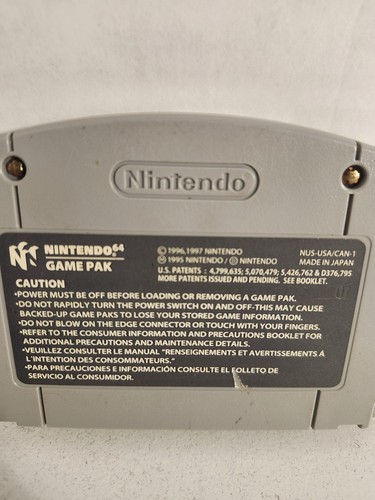 Nintendo
NINTENDO64
GAME PAK
© 1996,1997 NINTENDO
Ⓜ 1995 NINTENDO / Ⓝ NINTENDO
NUS-USA/CAN-1
MADE IN JAPAN
U.S. PATENTS : 4,799,635; 5,070,479; 5,426,762 & D376,795
MORE PATENTS ISSUED AND PENDING. SEE BOOKLET.
CAUTION
•POWER MUST BE OFF BEFORE LOADING OR REMOVING A GAME PAK.
•DO NOT RAPIDLY TURN THE POWER SWITCH ON AND OFF-THIS MAY CAUSE
BACKED-UP GAME PAKS TO LOSE YOUR STORED GAME INFORMATION.
•DO NOT BLOW ON THE EDGE CONNECTOR OR TOUCH WITH YOUR FINGERS.
•REFER TO THE CONSUMER INFORMATION AND PRECAUTIONS BOOKLET FOR
ADDITIONAL PRECAUTIONS AND MAINTENANCE DETAILS.
•VEUILLEZ CONSULTER LE MANUAL "RENSEIGNEMENTS ET AVERTISSEMENTS À
L'INTENTION DES CONSOMMATEURS."
•PARA PRECAUCIONES E INFORMACIÓN CONSULTE EL FOLLETO DE
SERVICIO AL CONSUMIDOR.